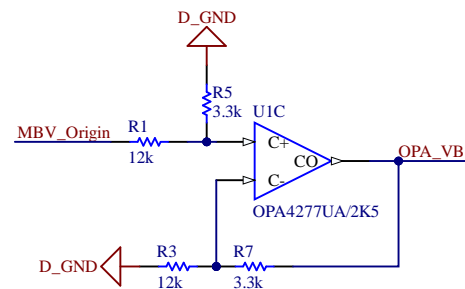 D_GND
R5
3.3k
U1C
MBV_Origin
R1
12k
C+
CO
C-
OPA_VB
OPA4277UA/2K5
D_GND
R3
12k
R7
3.3k